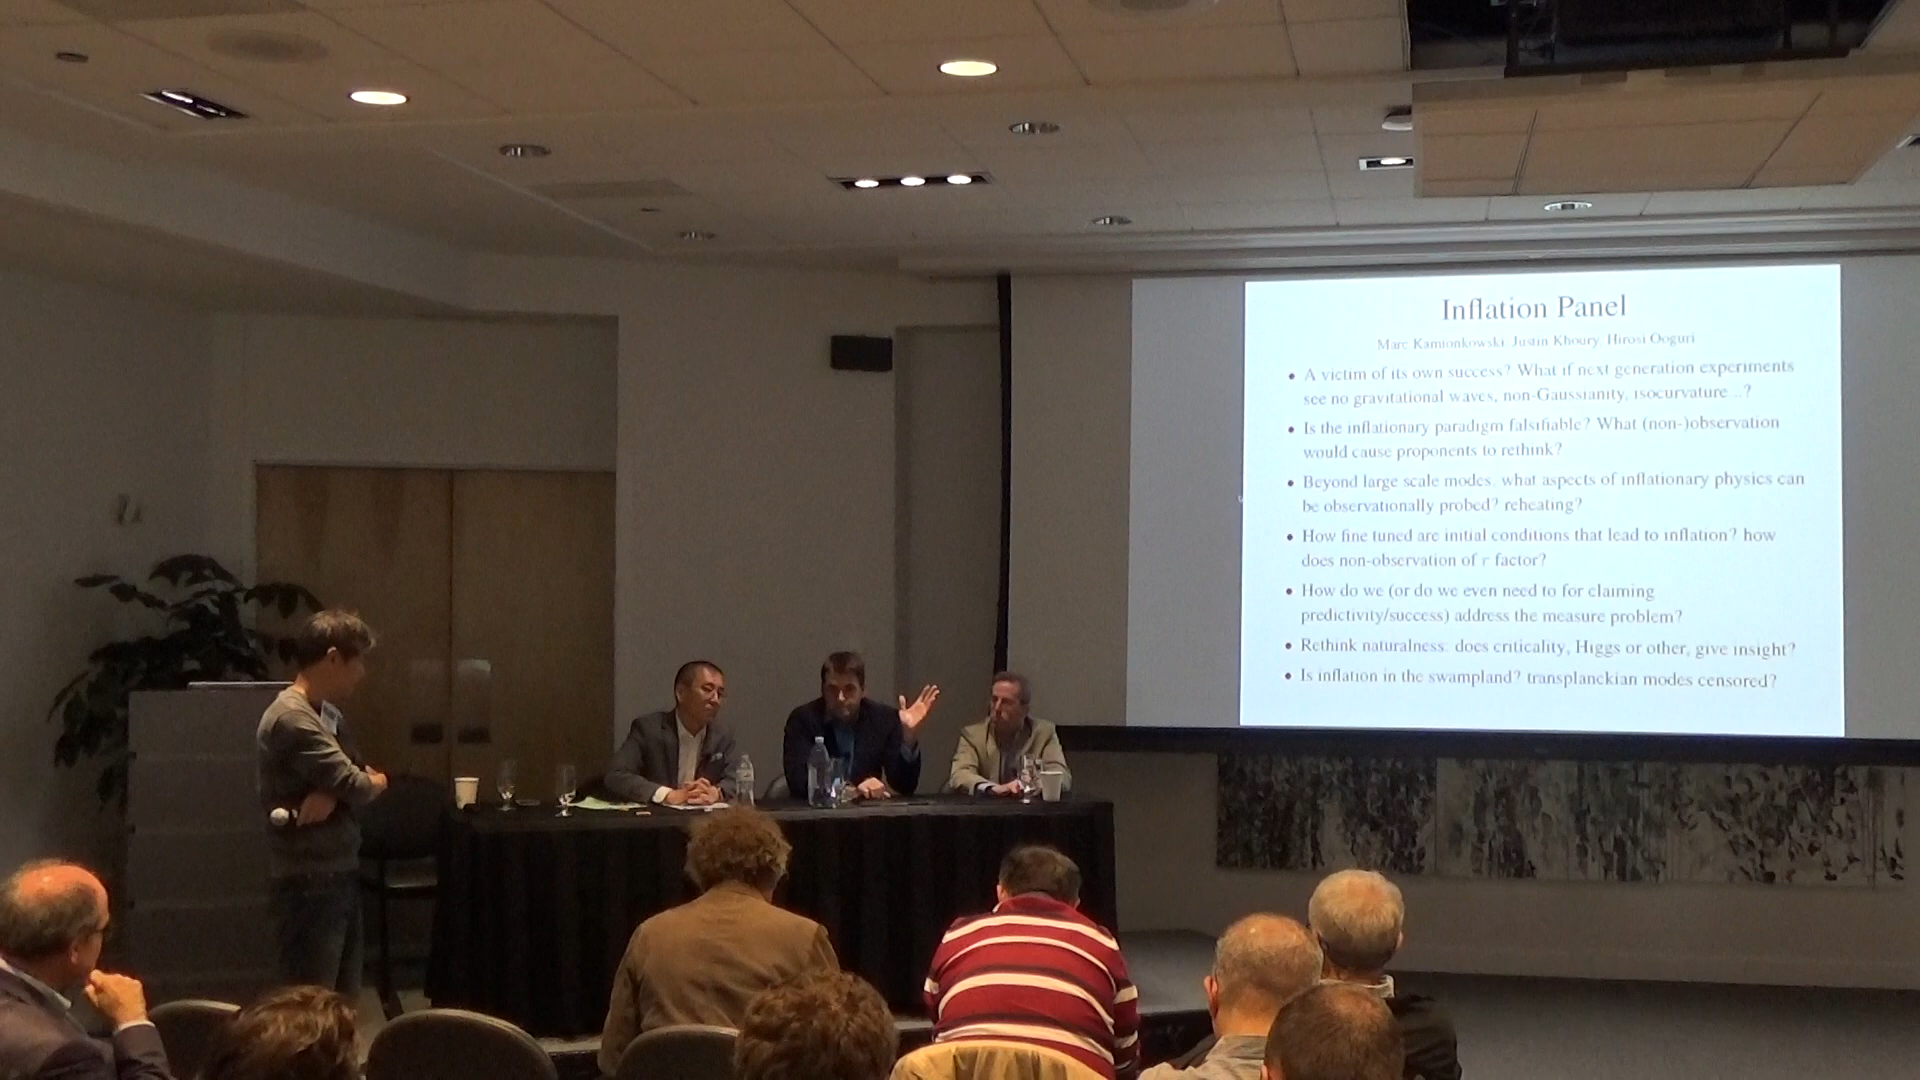 Inflation Panel
Marc Kamionkowski, Justin Khoury, Hirosi Ooguri
• A victim of its own success? What if next generation experiments
see no gravitational waves, non-Gaussianity, isocurvature...?
• Is the inflationary paradigm falsifiable? What (non-)observation
would cause proponents to rethink?
• Beyond large scale modes, what aspects of inflationary physics can
be observationally probed? reheating?
• How fine tuned are initial conditions that lead to inflation? how
does non-observation of r factor?
• How do we (or do we even need to for claiming
predictivity/success) address the measure problem?
• Rethink naturalness: does criticality, Higgs or other, give insight?
• Is inflation in the swampland? transplanckian modes censored?